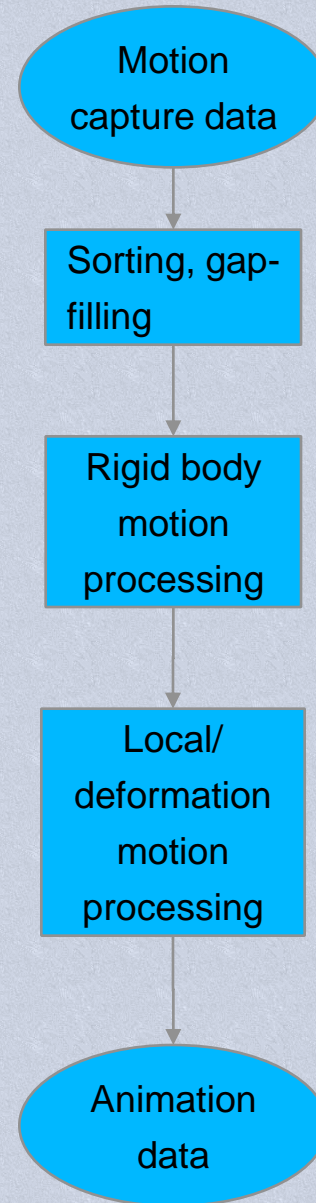 Motion
capture data
Sorting, gap-
filling
Rigid body
motion
processing
Local/
deformation
motion
processing
Animation
data